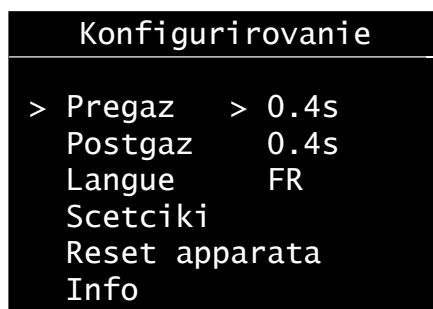 Konfigurirovanie
> Pregaz > 0.4s
Postgaz 0.4s
Langue FR
Scetciki
Reset apparata
Info